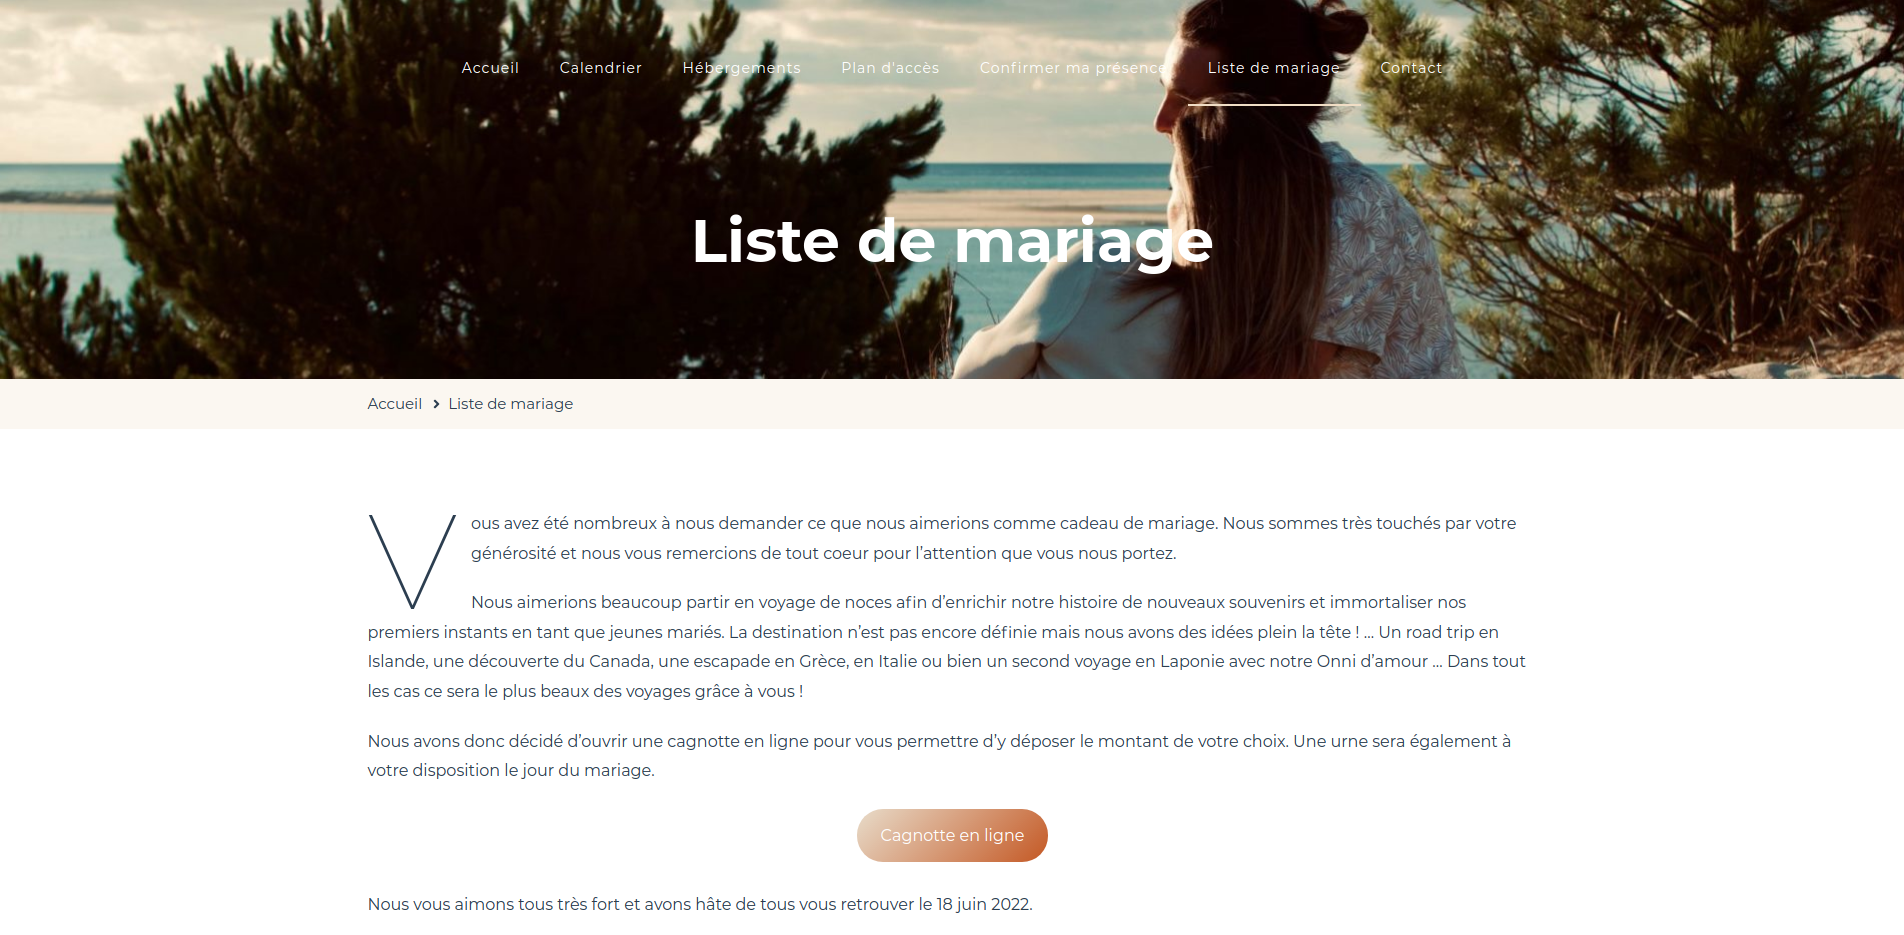 Accueil Calendrier Hébergements Plan d'accès Confirmer ma présence Liste de mariage Contact
Liste de mariage
Accueil > Liste de mariage
Vous avez été nombreux à nous demander ce que nous aimerions comme cadeau de mariage. Nous sommes très touchés par votre
générosité et nous vous remercions de tout coeur pour l’attention que vous nous portez.
Nous aimerions beaucoup partir en voyage de noces afin d’enrichir notre histoire de nouveaux souvenirs et immortaliser nos
premiers instants en tant que jeunes mariés. La destination n’est pas encore définie mais nous avons des idées plein la tête ! … Un road trip en
Islande, une découverte du Canada, une escapade en Grèce, en Italie ou bien un second voyage en Laponie avec notre Onni d’amour … Dans tout
les cas ce sera le plus beaux des voyages grâce à vous !
Nous avons donc décidé d’ouvrir une cagnotte en ligne pour vous permettre d’y déposer le montant de votre choix. Une urne sera également à
votre disposition le jour du mariage.
Cagnotte en ligne
Nous vous aimons tous très fort et avons hâte de tous vous retrouver le 18 juin 2022.